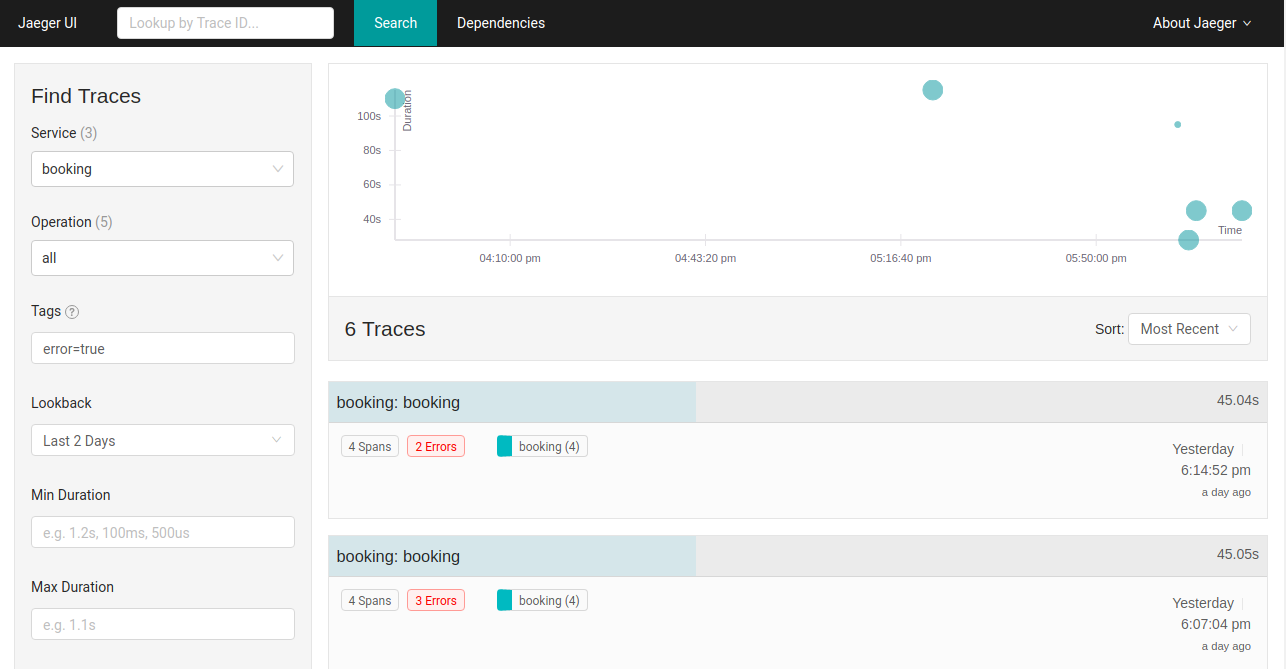 Jaeger UI
Lookup by Trace ID...
Search
Dependencies
About Jaeger
Find Traces
Service (3)
booking
Operation (5)
all
Tags ?
error=true
Lookback
Last 2 Days
Min Duration
e.g. 1.2s, 100ms, 500us
Max Duration
e.g. 1.1s
Duration
100s
80s
60s
40s
Time
04:10:00 pm
04:43:20 pm
05:16:40 pm
05:50:00 pm
6 Traces
Sort: Most Recent
booking: booking
45.04s
4 Spans
2 Errors
booking (4)
Yesterday
6:14:52 pm
a day ago
booking: booking
45.05s
4 Spans
3 Errors
booking (4)
Yesterday
6:07:04 pm
a day ago